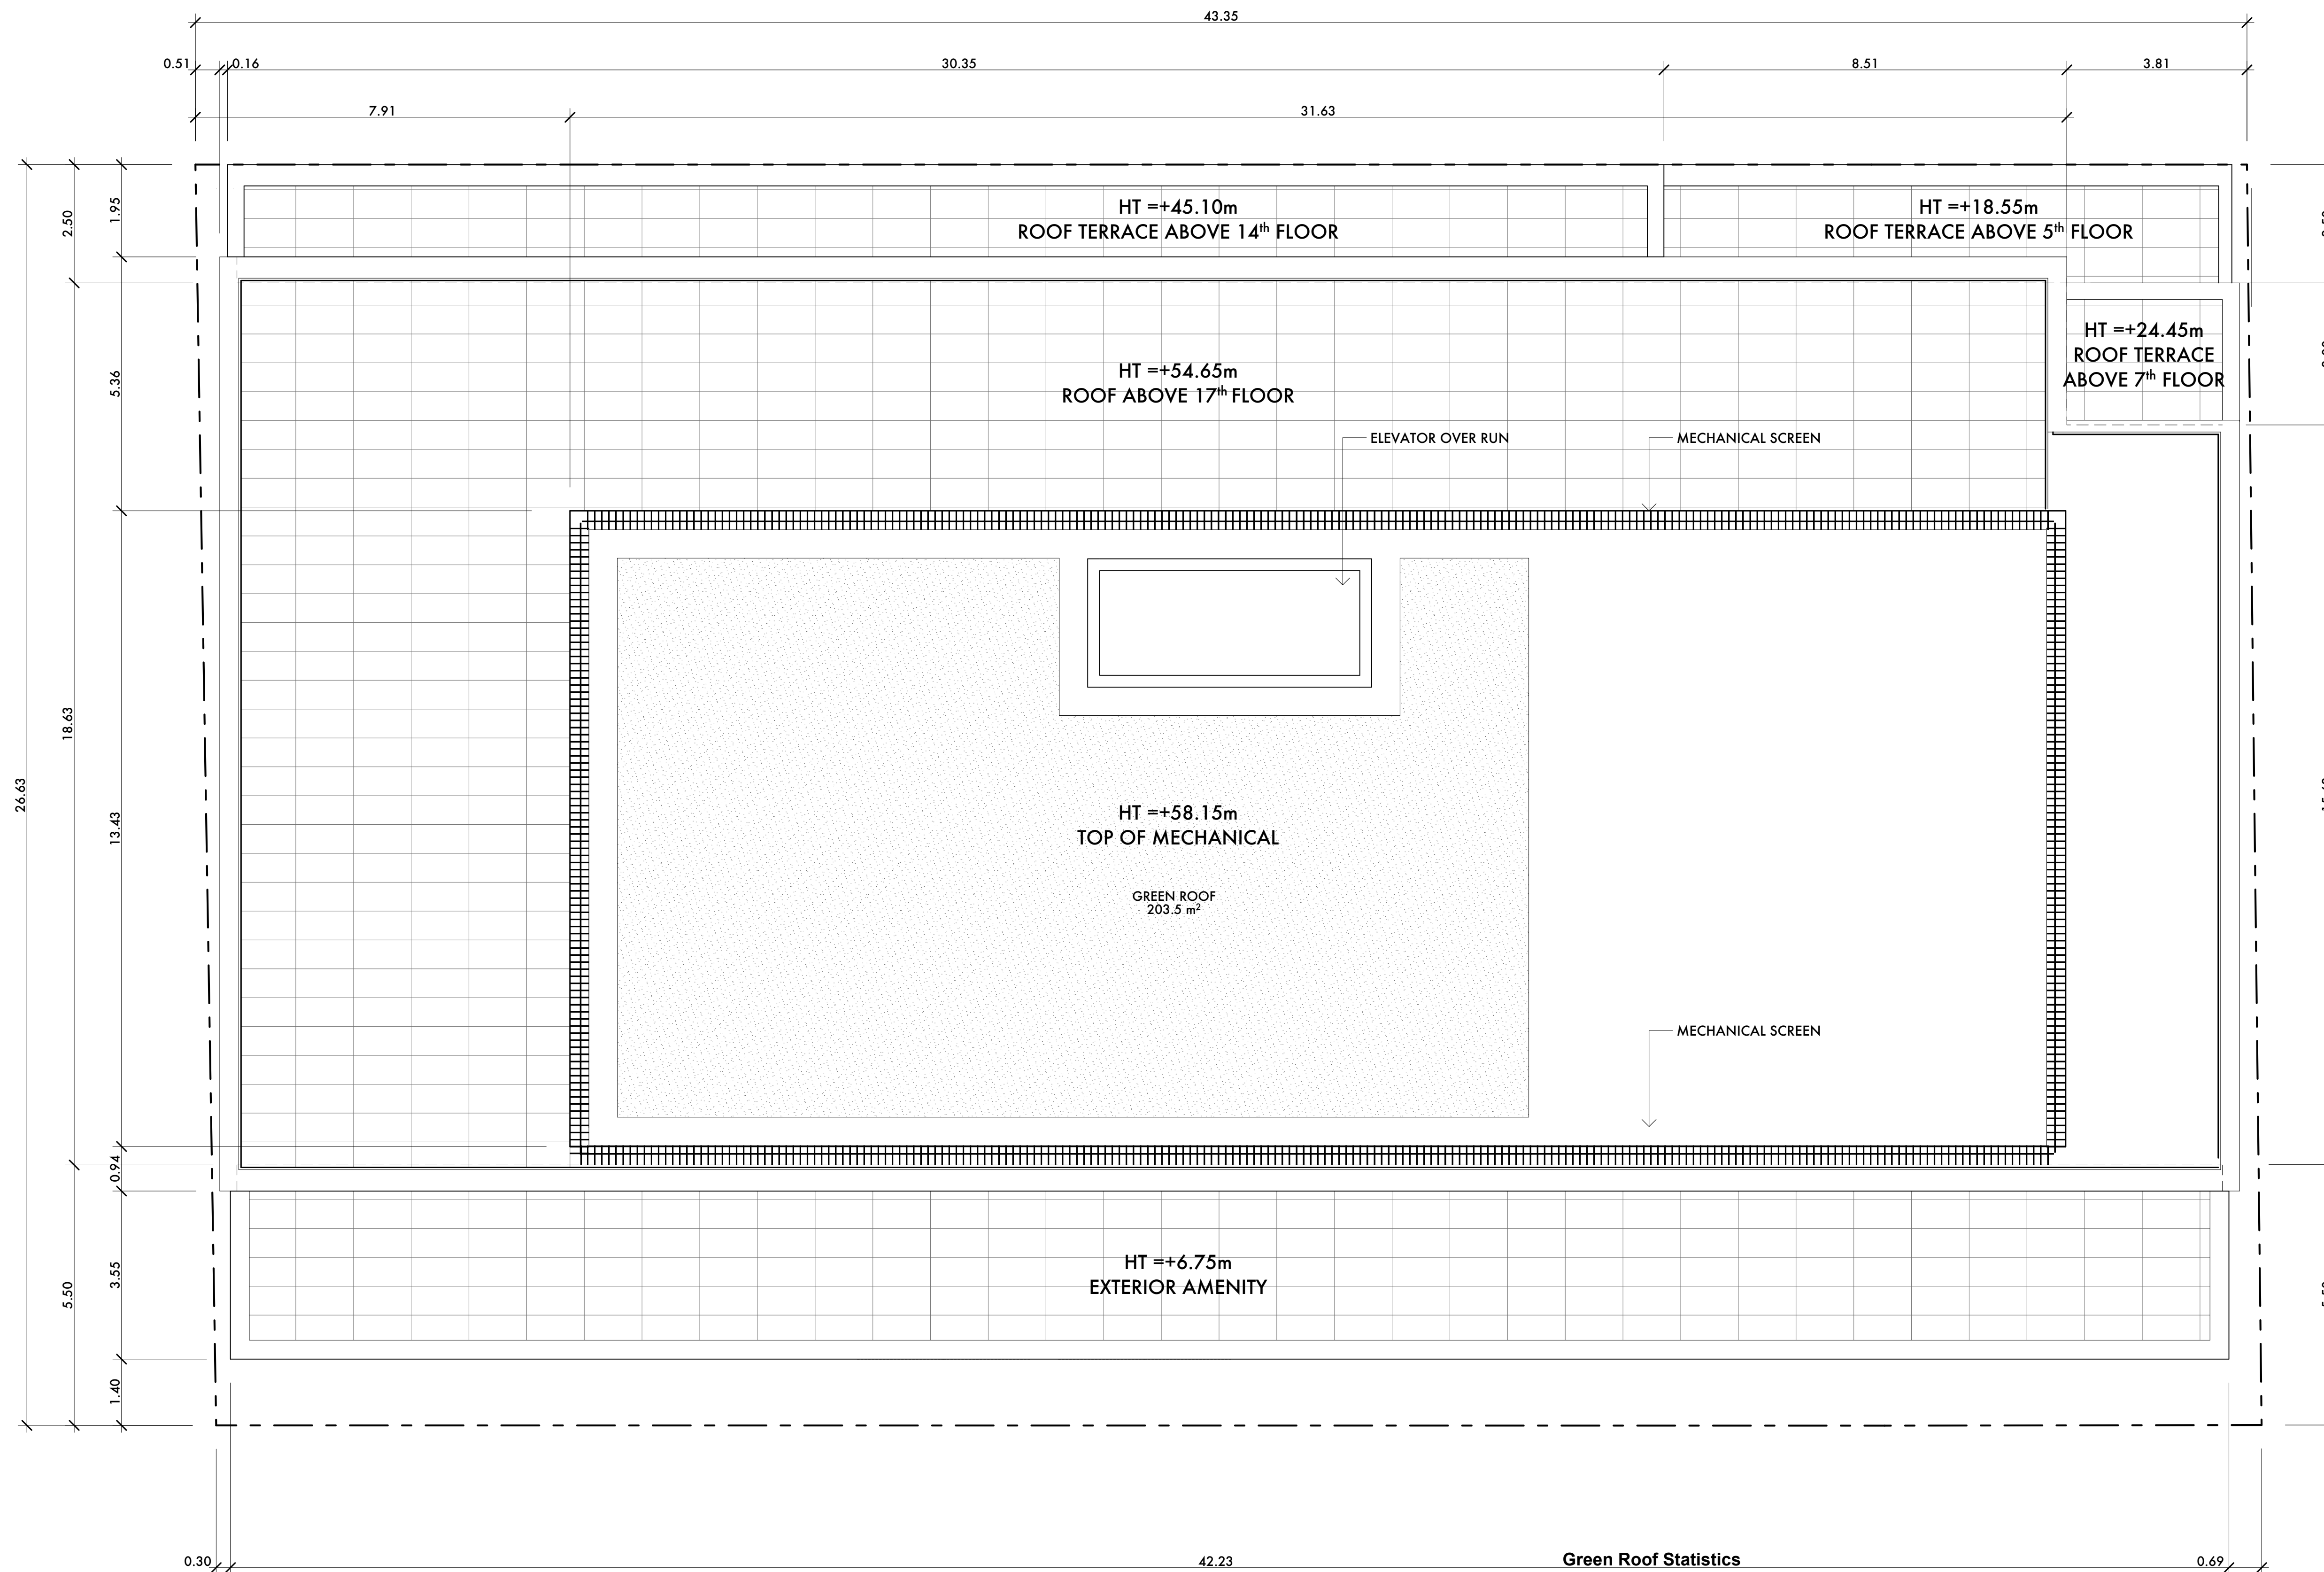 43.35
0.51
0.16
30.35
8.51
3.81
7.91
31.63
1.95
2.50
HT =+45.10m
ROOF TERRACE ABOVE 14th FLOOR
HT =+18.55m
ROOF TERRACE ABOVE 5th FLOOR
HT =+24.45m
ROOF TERRACE
ABOVE 7th FLOOR
5.36
HT =+54.65m
ROOF ABOVE 17th FLOOR
ELEVATOR OVER RUN
MECHANICAL SCREEN
18.63
26.63
13.43
HT =+58.15m
TOP OF MECHANICAL
GREEN ROOF
203.5 m2
MECHANICAL SCREEN
0.94
3.55
5.50
HT =+6.75m
EXTERIOR AMENITY
1.40
0.30
42.23
Green Roof Statistics
0.69